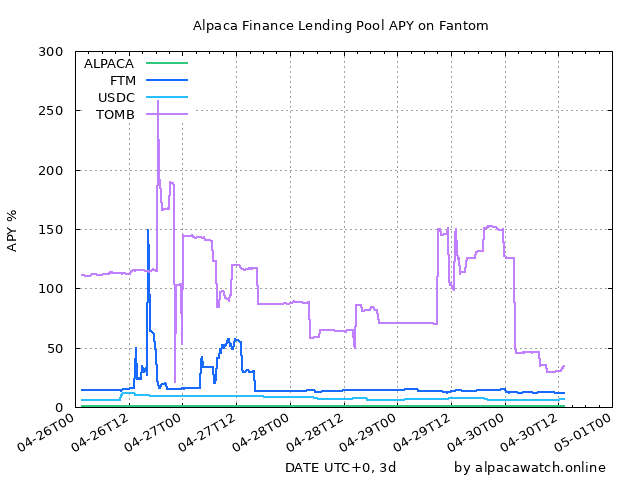 Alpaca Finance Lending Pool APY on Fantom
300
250
200
150
100
50
0
APY %
ALPACA
FTM
USDC
TOMB
04-26T00
04-26T12
04-27T00
04-27T12
04-28T00
04-28T12
04-29T00
04-29T12
04-30T00
04-30T12
05-01T00
DATE UTC+0, 3d
by alpacawatch.online